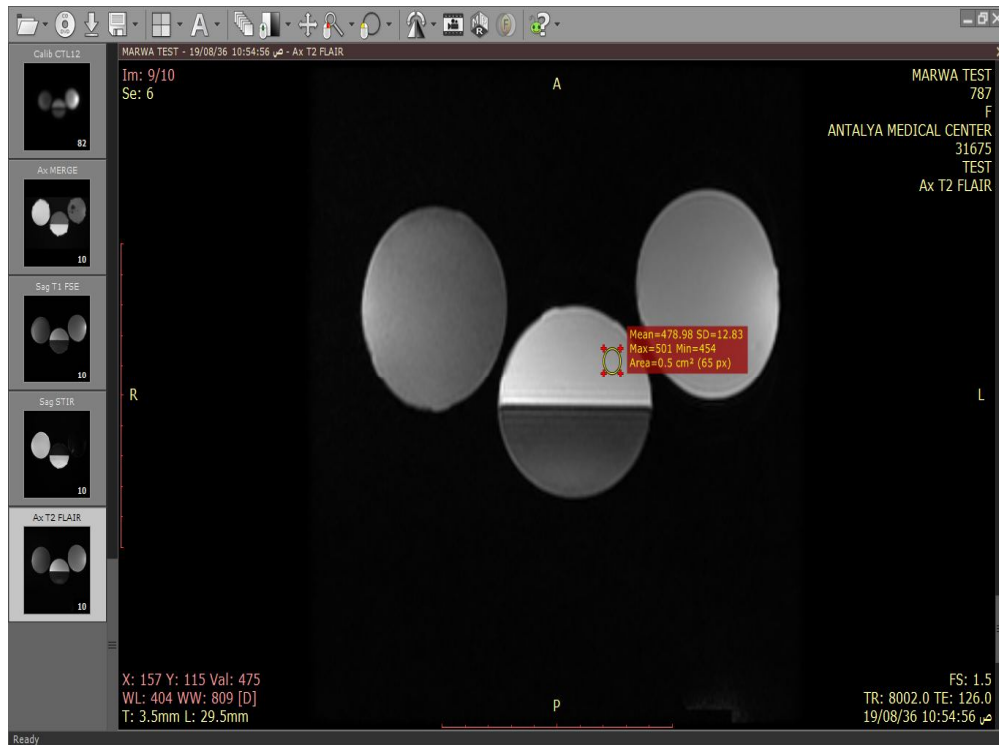 Calib CTL12
82
Ax MERGE
10
Sag T1 FSE
10
Sag STIR
10
Ax T2 FLAIR
10
MARWA TEST - 19/08/36 10:54:56 ص - Ax T2 FLAIR
Im: 9/10
Se: 6
A
MARWA TEST
787
F
ANTALYA MEDICAL CENTER
31675
TEST
Ax T2 FLAIR
Mean=478.98 SD=12.83
Max=501 Min=454
Area=0.5 cm² (65 px)
R
L
X: 157 Y: 115 Val: 475
WL: 404 WW: 809 [D]
T: 3.5mm L: 29.5mm
P
FS: 1.5
TR: 8002.0 TE: 126.0
19/08/36 10:54:56 ص
Ready